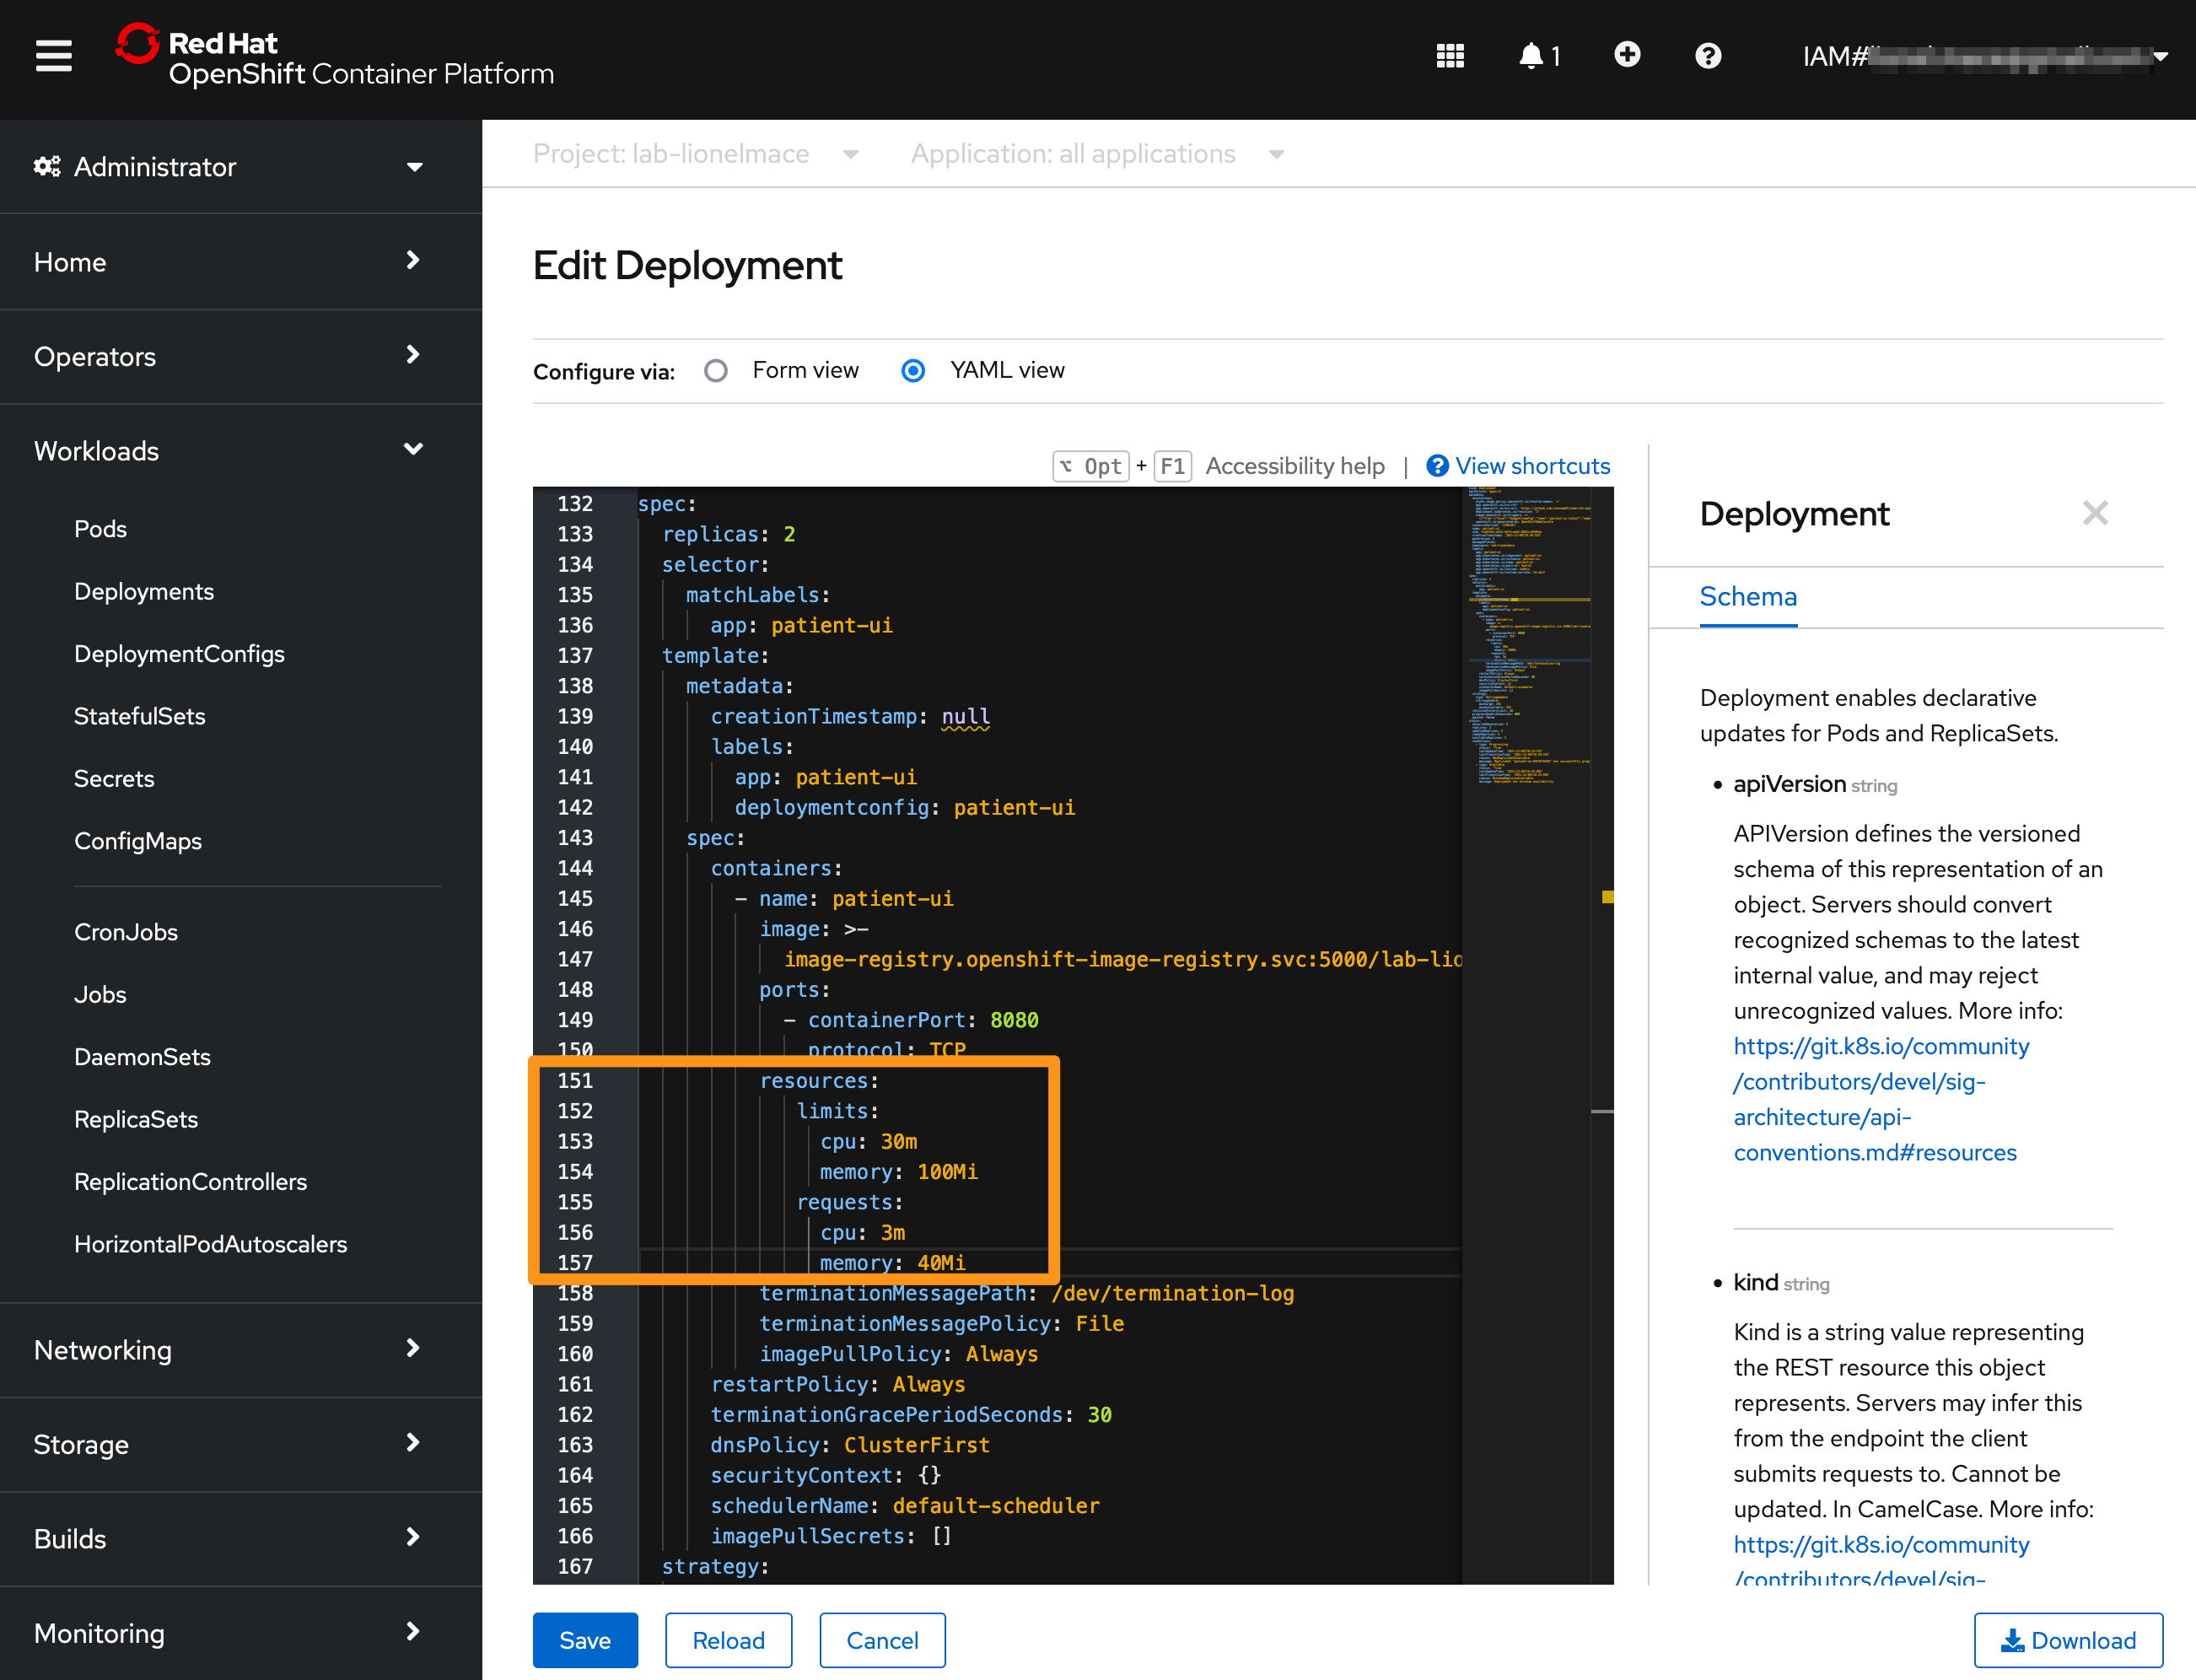 Red Hat
OpenShift Container Platform
1
IAM#
Administrator
Home
Operators
Workloads
Pods
Deployments
DeploymentConfigs
StatefulSets
Secrets
ConfigMaps
CronJobs
Jobs
DaemonSets
ReplicaSets
ReplicationControllers
HorizontalPodAutoscalers
Networking
Storage
Builds
Monitoring
Project: lab-lionelmace
Application: all applications
Edit Deployment
Configure via:
Form view
YAML view
⌥ Opt + F1 Accessibility help | View shortcuts
132 spec:
133 replicas: 2
134 selector:
135 matchLabels:
136 app: patient-ui
137 template:
138 metadata:
139 creationTimestamp: null
140 labels:
141 app: patient-ui
142 deploymentconfig: patient-ui
143 spec:
144 containers:
145 - name: patient-ui
146 image: >-
147 image-registry.openshift-image-registry.svc:5000/lab-lio
148 ports:
149 - containerPort: 8080
150 protocol: TCP
151 resources:
152 limits:
153 cpu: 30m
154 memory: 100Mi
155 requests:
156 cpu: 3m
157 memory: 40Mi
158 terminationMessagePath: /dev/termination-log
159 terminationMessagePolicy: File
160 imagePullPolicy: Always
161 restartPolicy: Always
162 terminationGracePeriodSeconds: 30
163 dnsPolicy: ClusterFirst
164 securityContext: {}
165 schedulerName: default-scheduler
166 imagePullSecrets: []
167 strategy:
Deployment
Schema
Deployment enables declarative
updates for Pods and ReplicaSets.
• apiVersion string
APIVersion defines the versioned
schema of this representation of an
object. Servers should convert
recognized schemas to the latest
internal value, and may reject
unrecognized values. More info:
https://git.k8s.io/community
/contributors/devel/sig-
architecture/api-
conventions.md#resources
• kind string
Kind is a string value representing
the REST resource this object
represents. Servers may infer this
from the endpoint the client
submits requests to. Cannot be
updated. In CamelCase. More info:
https://git.k8s.io/community
/contributors/devel/sig-
Save
Reload
Cancel
Download